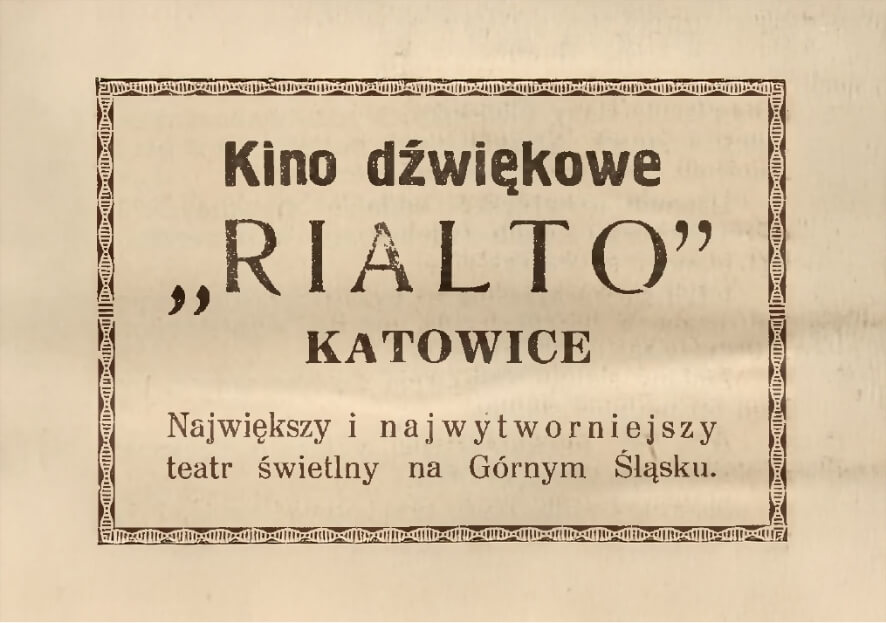 Kino dźwiękowe
„RIALTO”
KATOWICE
Największy i najwytworniejszy
teatr świetlny na Górnym Śląsku.